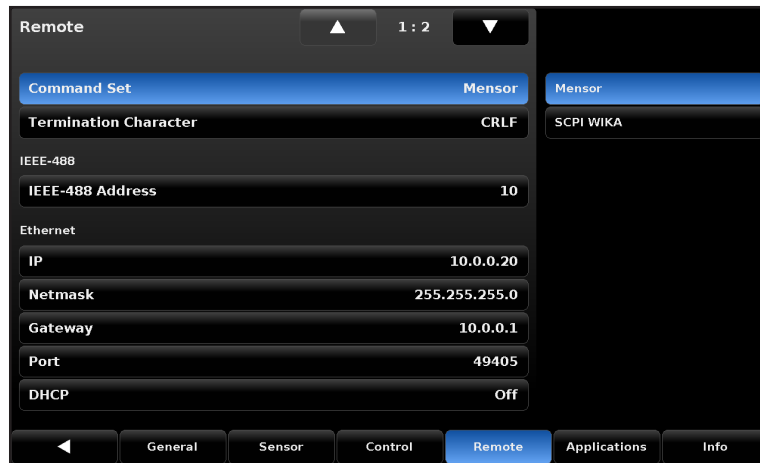 Remote 1 : 2
Command Set Mensor
Termination Character CRLF
IEEE-488
IEEE-488 Address 10
Ethernet
IP 10.0.0.20
Netmask 255.255.255.0
Gateway 10.0.0.1
Port 49405
DHCP Off
Mensor
SCPI WIKA
General Sensor Control Remote Applications Info